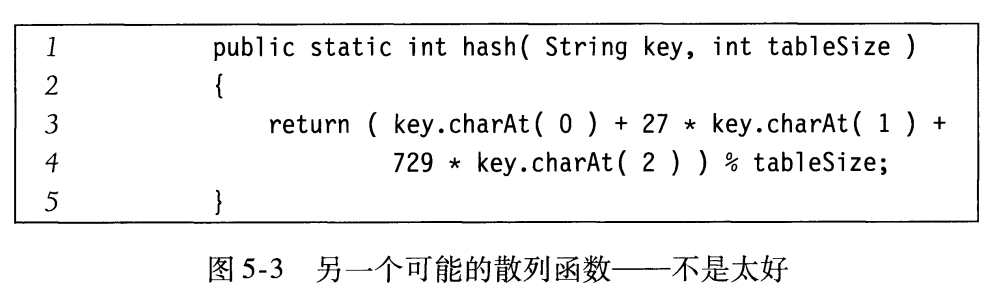 1 public static int hash( String key, int tableSize )
2 {
3 return ( key.charAt( 0 ) + 27 * key.charAt( 1 ) +
4 729 * key.charAt( 2 ) ) % tableSize;
5 }
图 5-3 另一个可能的散列函数——不是太好